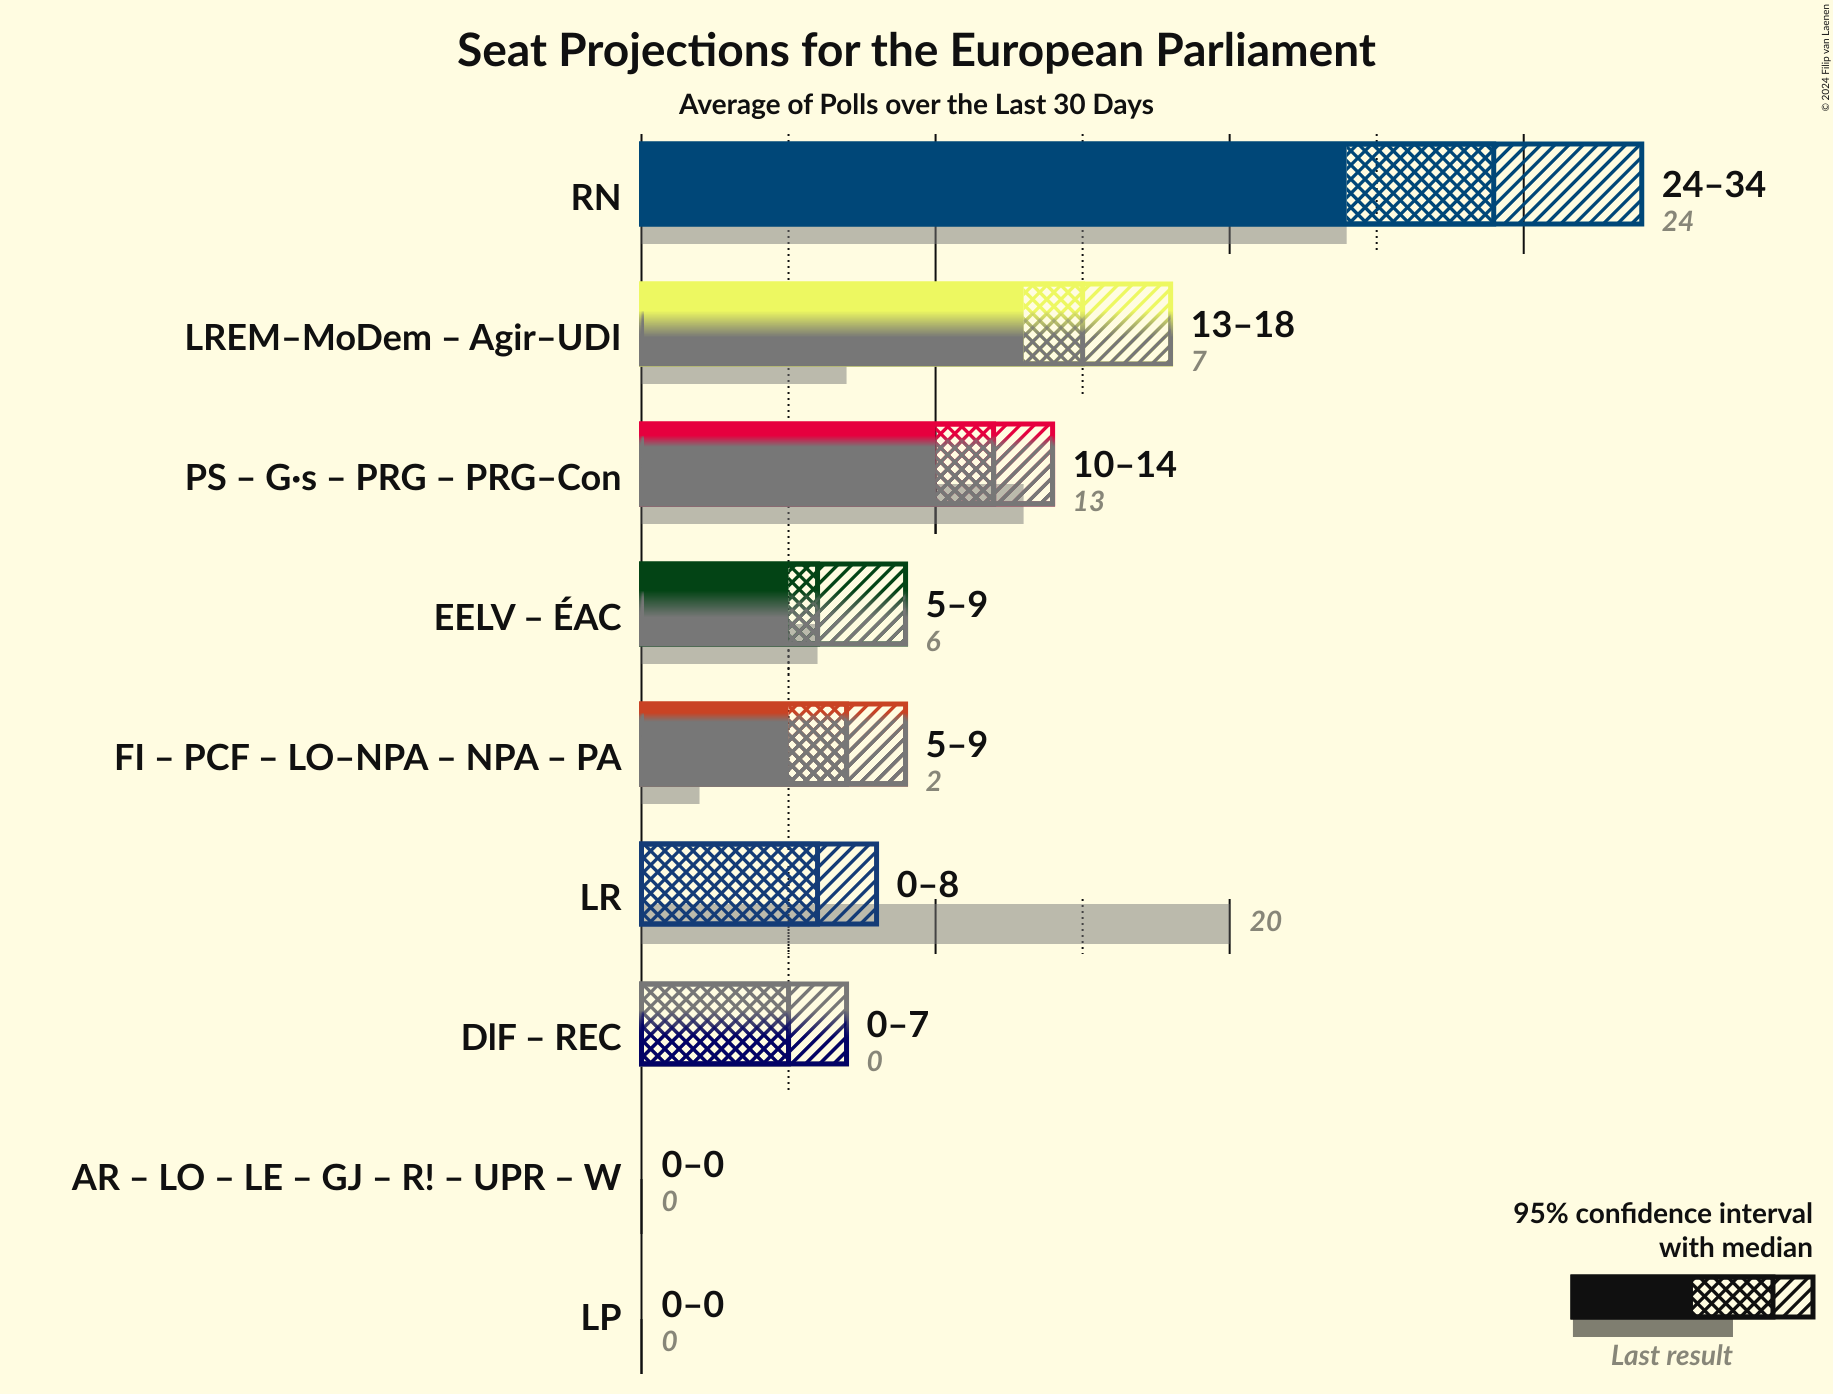 Seat Projections for the European Parliament
Average of Polls over the Last 30 Days
© 2024 Filip van Laenen
RN
24–34
24
LREM–MoDem – Agir–UDI
13–18
7
PS – G·s – PRG – PRG–Con
10–14
13
EELV – ÉAC
5–9
6
FI – PCF – LO–NPA – NPA – PA
5–9
2
LR
0–8
20
DlF – REC
0–7
0
AR – LO – LE – GJ – R! – UPR – W
0–0
0
LP
0–0
0
95% confidence interval
with median
Last result